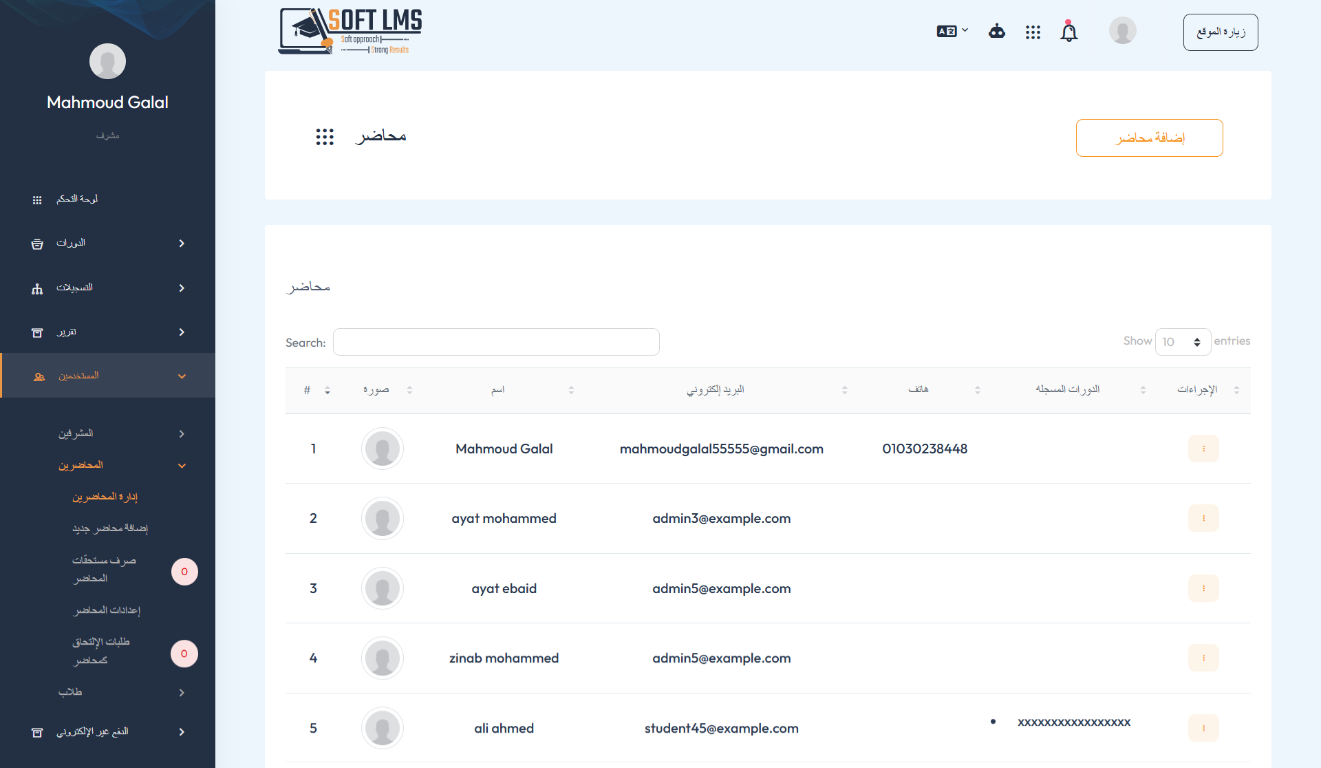 SOFT LMS
Soft approach
Strong Results
زيارة الموقع
Mahmoud Galal
مشرف
لوحة التحكم
الدورات
التسجيلات
تقرير
المستخدمين
المشرفين
المحاضرين
إدارة المحاضرين
إضافة محاضر جديد
صرف مستحقات
المحاضر
0
إعدادات المحاضر
طلبات الإلتحاق
كمحاضر
0
طلاب
الدفع غير الإلكتروني
محاضر
إضافة محاضر
محاضر
Search:
Show 10 entries
# صورة اسم البريد إلكتروني هاتف الدورات المسجلة الإجراءات
1 Mahmoud Galal mahmoudgalal55555@gmail.com 01030238448
2 ayat mohammed admin3@example.com
3 ayat ebaid admin5@example.com
4 zinab mohammed admin5@example.com
5 ali ahmed student45@example.com • xxxxxxxxxxxxxxxxx